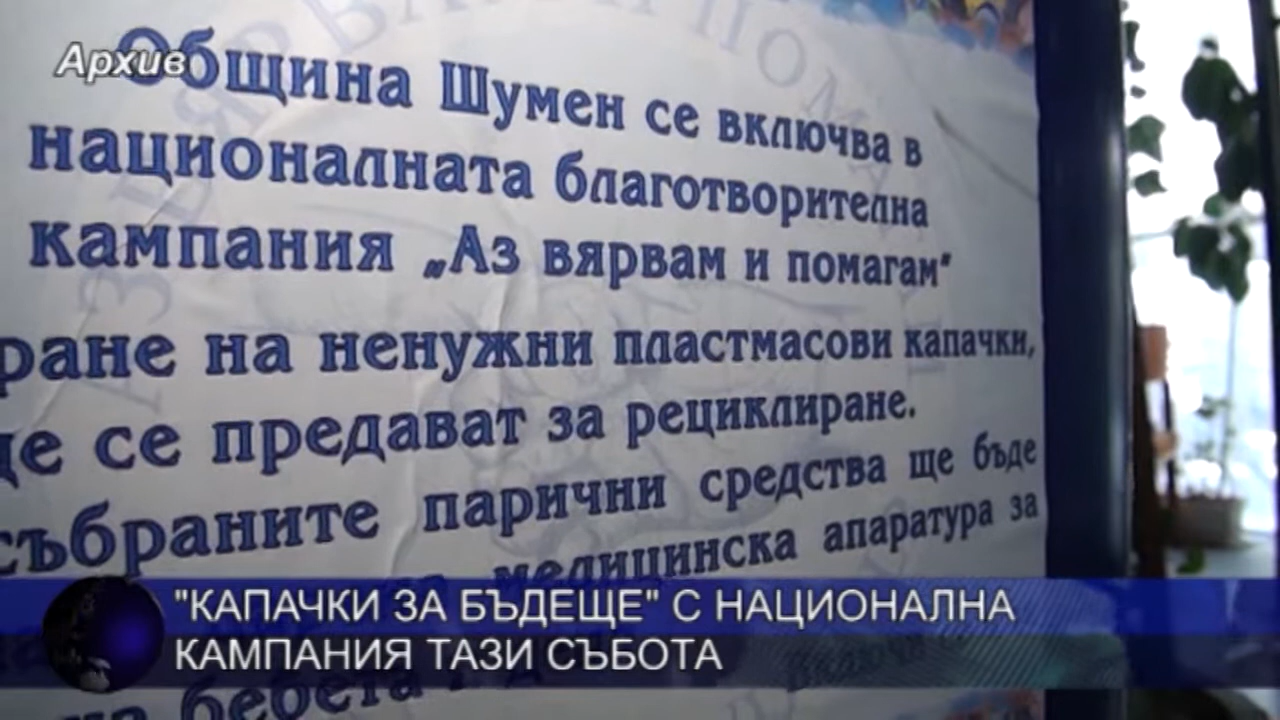 Архив
Община Шумен се включва в
националната благотворителна
кампания „Аз вярвам и помагам"
ране на ненужни пластмасови капачки,
се предават за рециклиране.
събраните парични средства ще бъде
медицинска апаратура за
"КАПАЧКИ ЗА БЪДЕЩЕ" С НАЦИОНАЛНА
КАМПАНИЯ ТАЗИ СЪБОТА
бебета